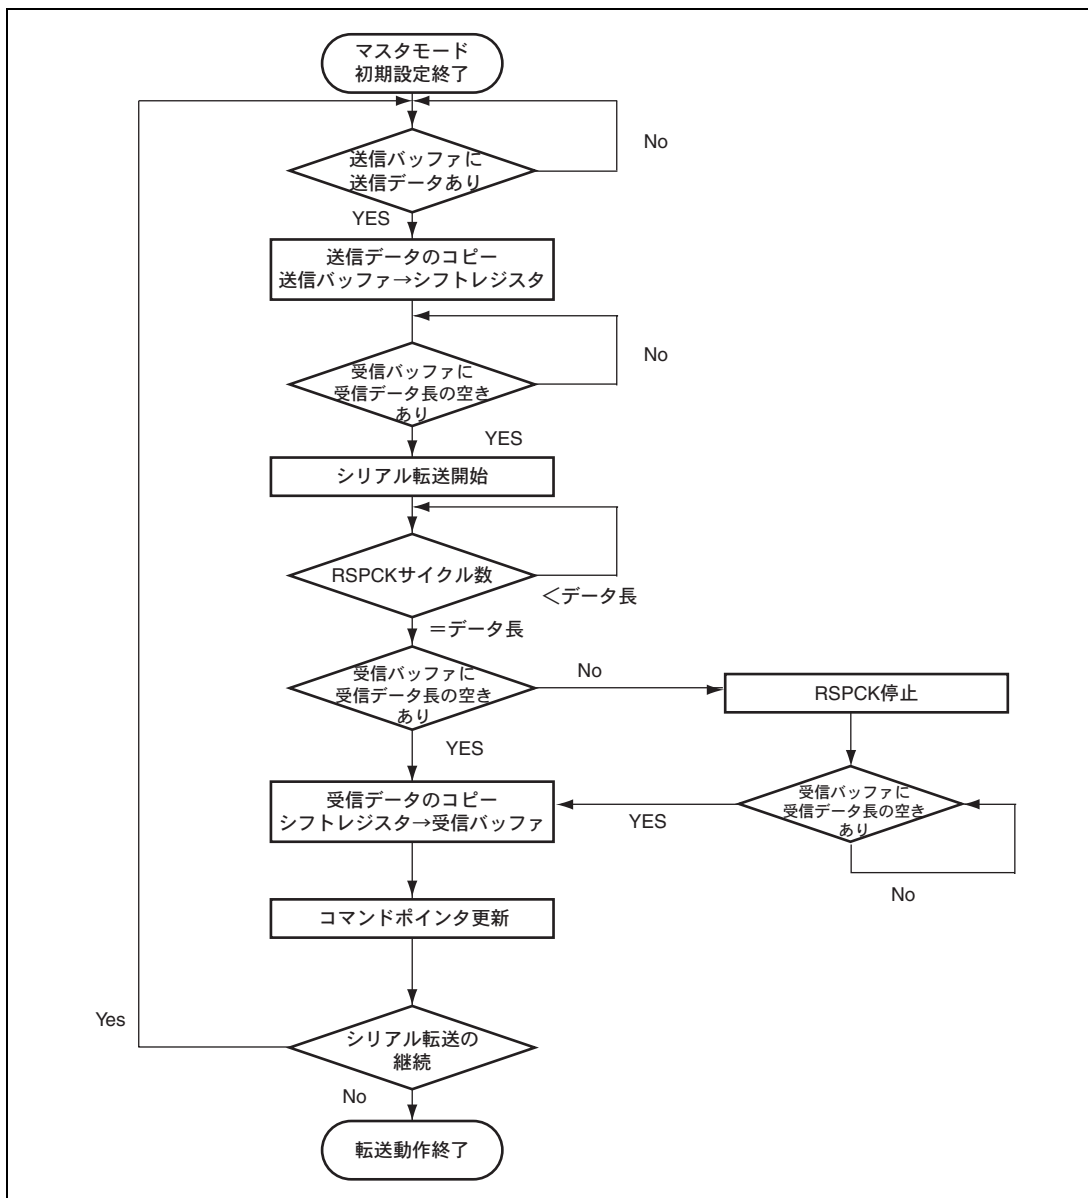 マスタモード
初期設定終了
No
送信バッファに
送信データあり
YES
送信データのコピー
送信バッファ→シフトレジスタ
No
受信バッファに
受信データ長の空き
あり
YES
シリアル転送開始
RSPCKサイクル数
＜データ長
＝データ長
受信バッファに
受信データ長の空き
あり
No
RSPCK停止
YES
受信データのコピー
シフトレジスタ→受信バッファ
YES
受信バッファに
受信データ長の空き
あり
No
コマンドポインタ更新
Yes
シリアル転送の
継続
No
転送動作終了